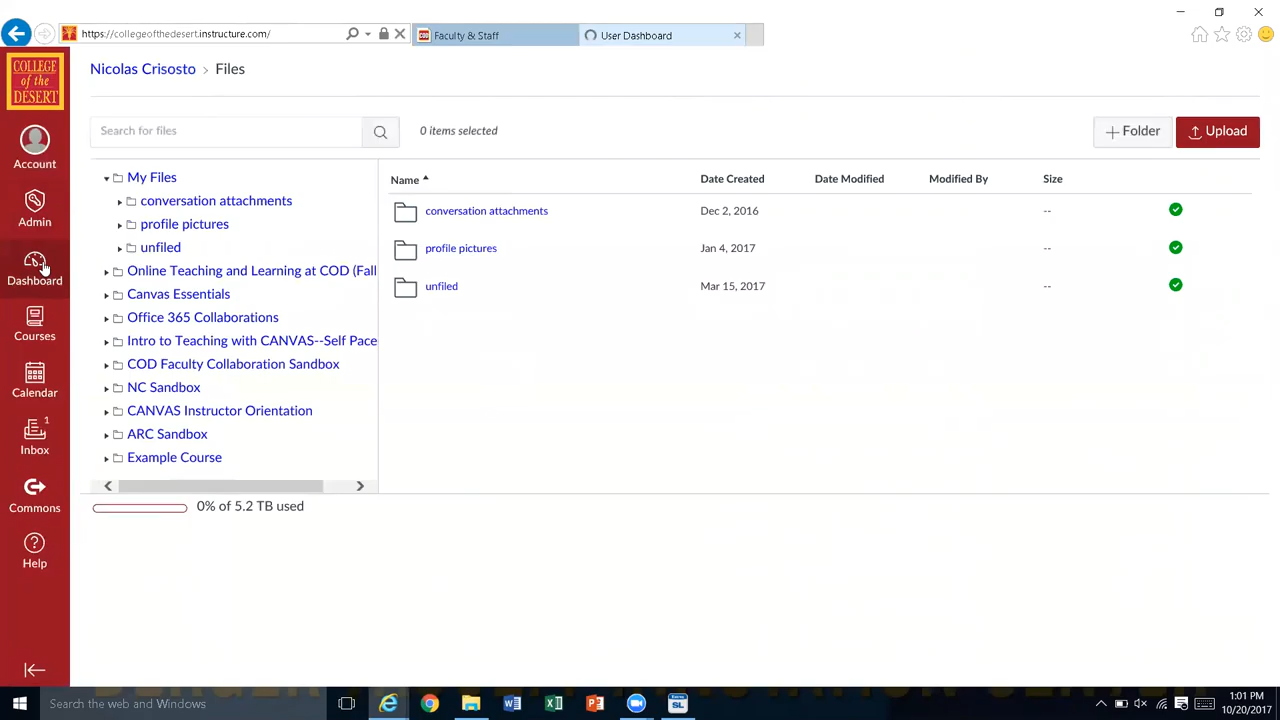 https://collegeofthedesert.instructure.com/
Faculty & Staff
User Dashboard
COLLEGE
of the
DESERT
Nicolas Crisosto > Files
Account
Admin
Dashboard
Courses
Calendar
1
Inbox
Commons
Help
Search for files
0 items selected
Folder
Upload
My Files
conversation attachments
profile pictures
unfiled
Online Teaching and Learning at COD (Fall
Canvas Essentials
Office 365 Collaborations
Intro to Teaching with CANVAS--Self Pace
COD Faculty Collaboration Sandbox
NC Sandbox
CANVAS Instructor Orientation
ARC Sandbox
Example Course
Name Date Created Date Modified Modified By Size
conversation attachments Dec 2, 2016 --
profile pictures Jan 4, 2017 --
unfiled Mar 15, 2017 --
0% of 5.2 TB used
Search the web and Windows
1:01 PM
10/20/2017